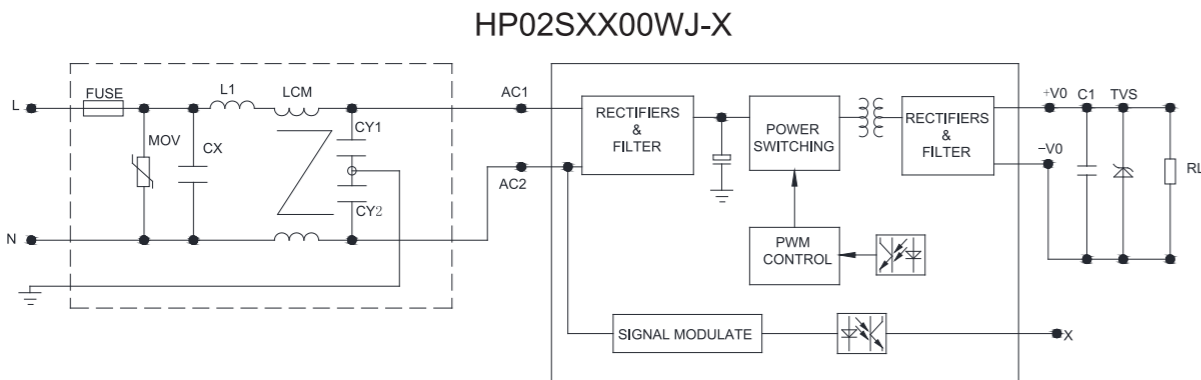 HP02SXX00WJ-X
L
FUSE
L1
LCM
MOV
CX
CY1
CY2
N
AC1
AC2
RECTIFIERS
&
FILTER
POWER
SWITCHING
RECTIFIERS
&
FILTER
PWM
CONTROL
SIGNAL MODULATE
+V0
C1
TVS
−V0
RL
X